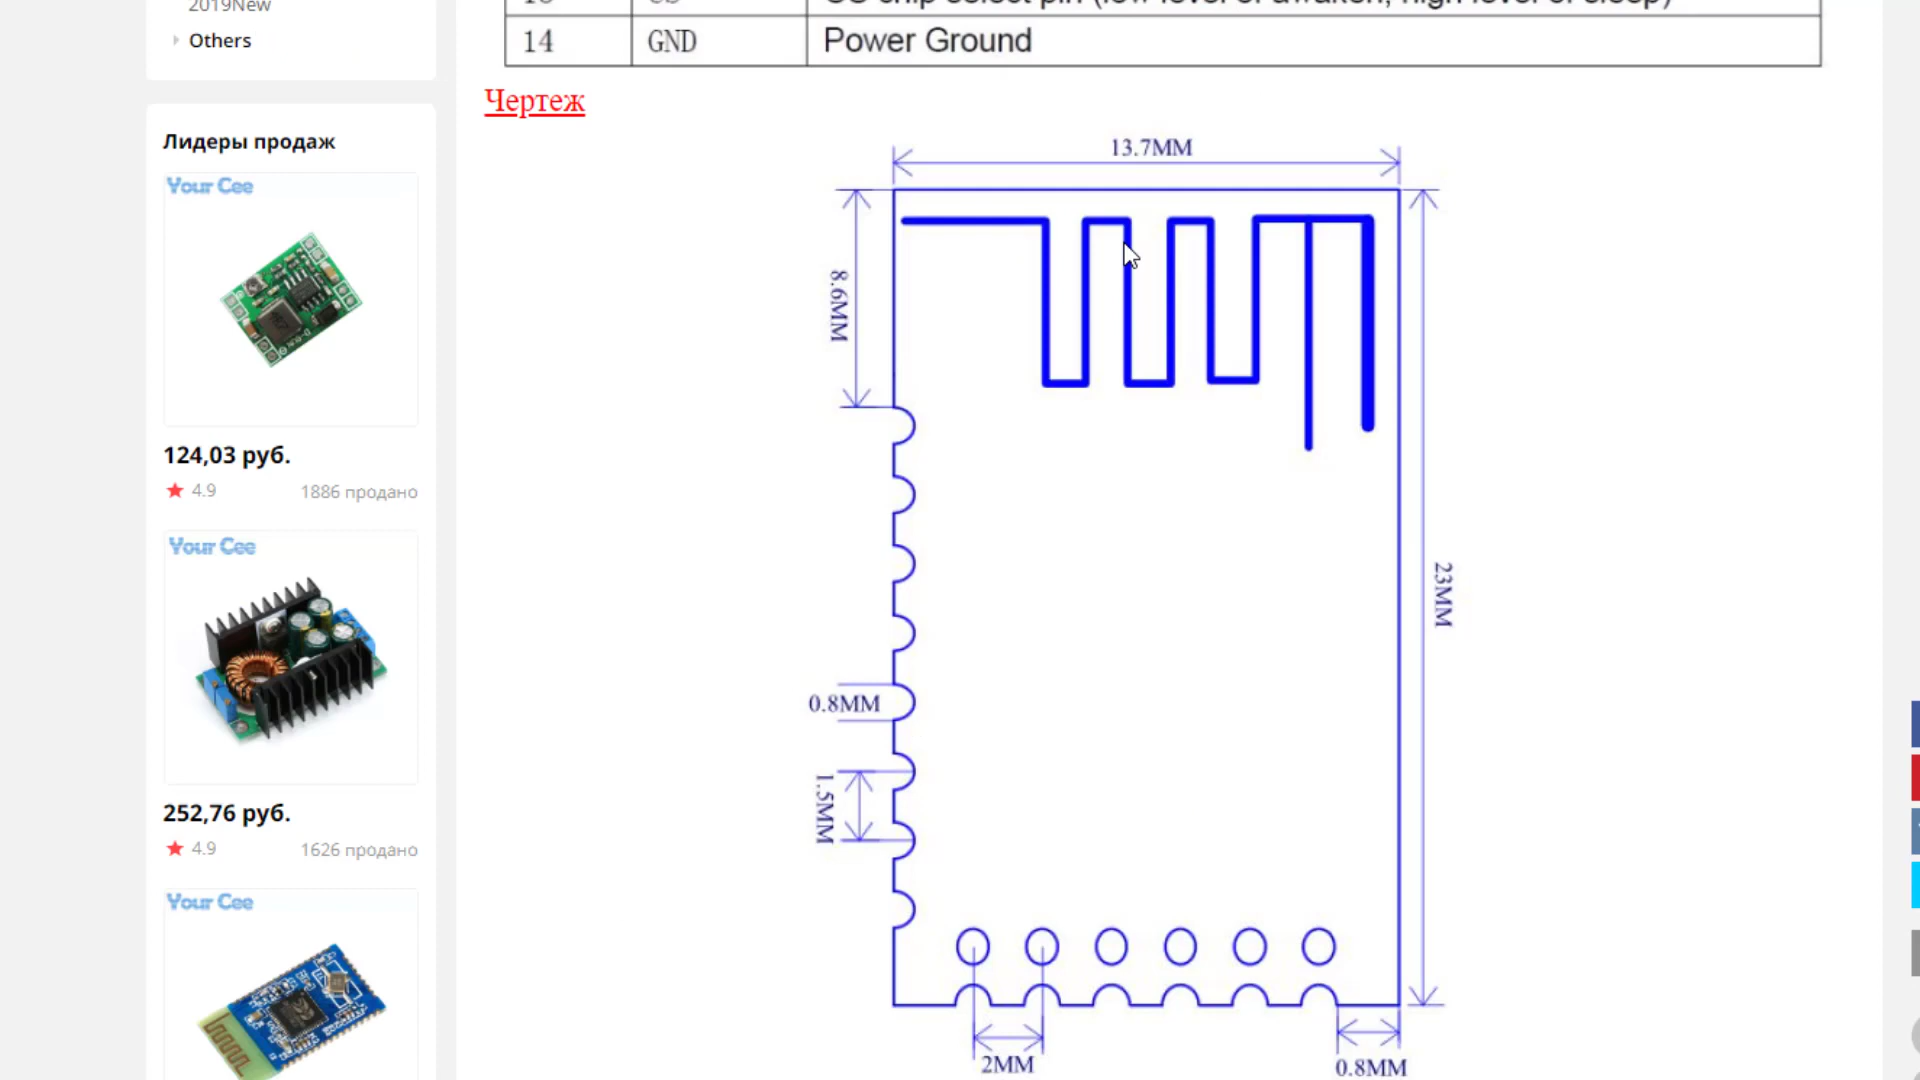 2019New
Others
14 GND Power Ground
Чертеж
Лидеры продаж
Your Cee
124,03 руб.
4.9 1886 продано
Your Cee
252,76 руб.
4.9 1626 продано
Your Cee
13.7MM
8.6MM
23MM
0.8MM
1.5MM
2MM
0.8MM